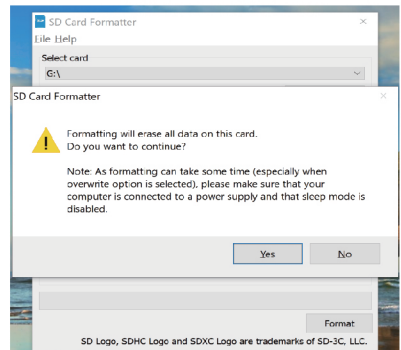 SD Card Formatter
File Help
Select card
G:\
SD Card Formatter
Formatting will erase all data on this card.
Do you want to continue?
Note: As formatting can take some time (especially when
overwrite option is selected), please make sure that your
computer is connected to a power supply and that sleep mode is
disabled.
Yes
No
Format
SD Logo, SDHC Logo and SDXC Logo are trademarks of SD-3C, LLC.